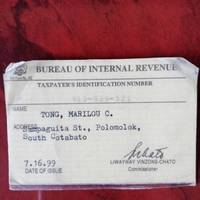 BUREAU OF INTERNAL REVENUE
TAXPAYER'S IDENTIFICATION NUMBER
NAME
TONG, MARILOU C.
ADDRESS
Sampaguita St., Polomolok,
South Cotabato
7.16.99
DATE OF ISSUE
LIWAYWAY VINZONS-CHATO
Commissioner